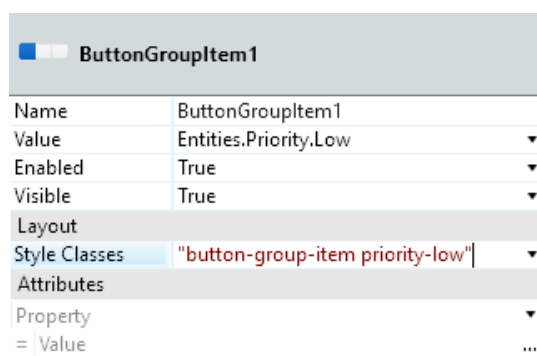 ButtonGroupItem1
Name ButtonGroupItem1
Value Entities.Priority.Low
Enabled True
Visible True
Layout
Style Classes "button-group-item priority-low"
Attributes
Property
= Value ...